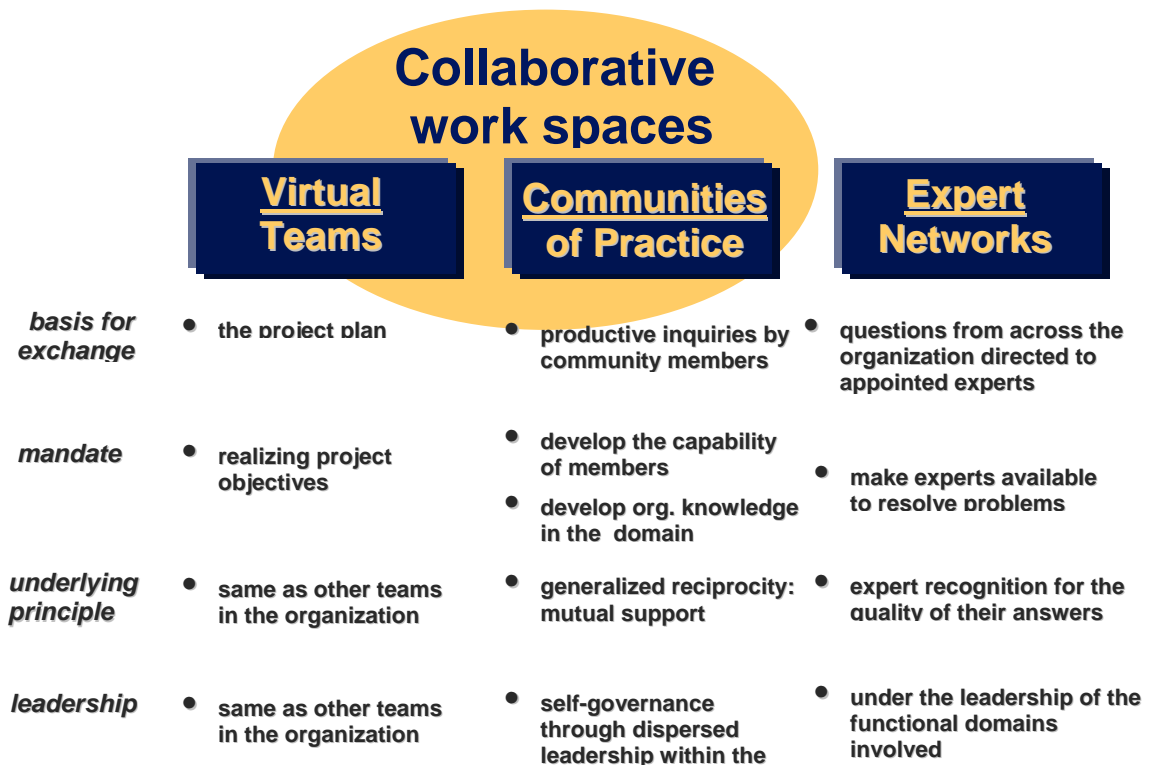 Collaborative
work spaces
Virtual
Teams
Communities
of Practice
Expert
Networks
basis for
exchange
• the project plan
• productive inquiries by
community members
• questions from across the
organization directed to
appointed experts
mandate
• realizing project
objectives
• develop the capability
of members
• develop org. knowledge
in the domain
• make experts available
to resolve problems
underlying
principle
• same as other teams
in the organization
• generalized reciprocity:
mutual support
• expert recognition for the
quality of their answers
leadership
• same as other teams
in the organization
• self-governance
through dispersed
leadership within the
• under the leadership of the
functional domains
involved